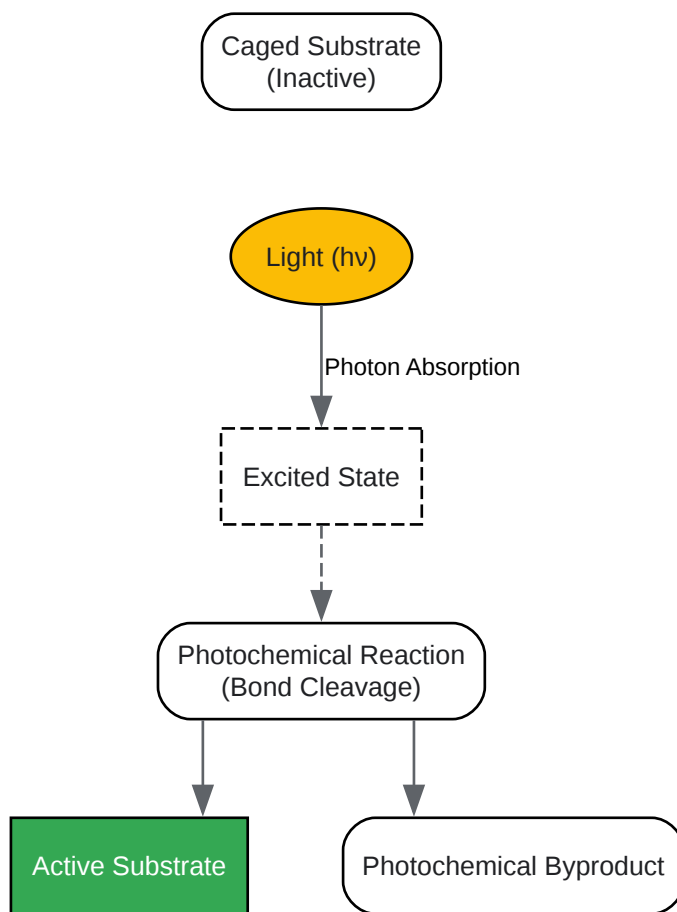 Caged Substrate
(Inactive)
Light (hν)
Photon Absorption
Excited State
Photochemical Reaction
(Bond Cleavage)
Active Substrate
Photochemical Byproduct